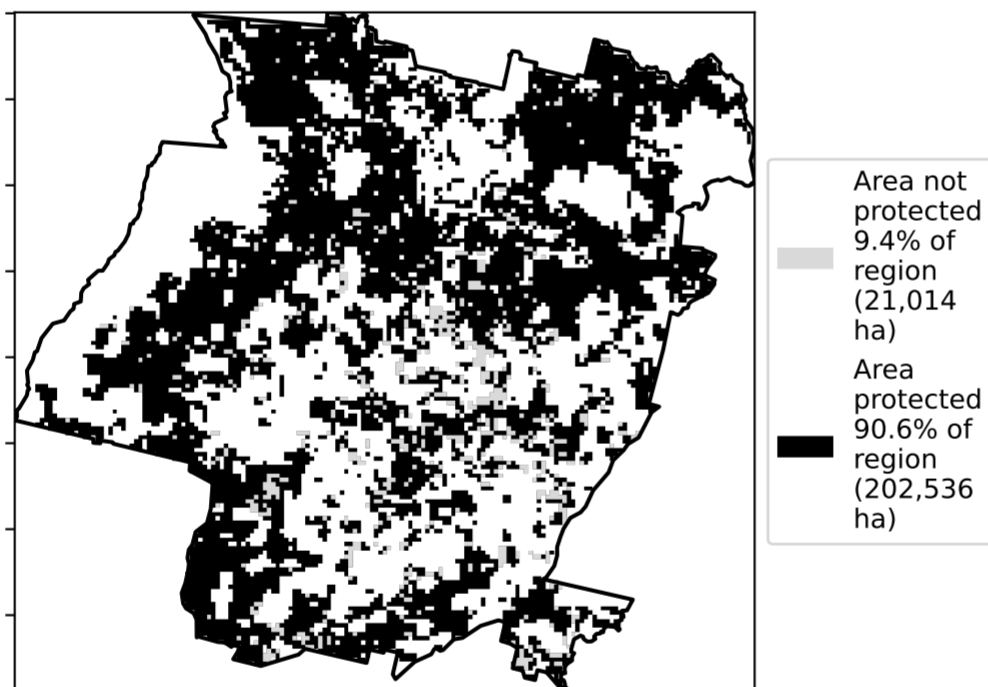 Area not
protected
9.4% of
region
(21,014
ha)
Area
protected
90.6% of
region
(202,536
ha)